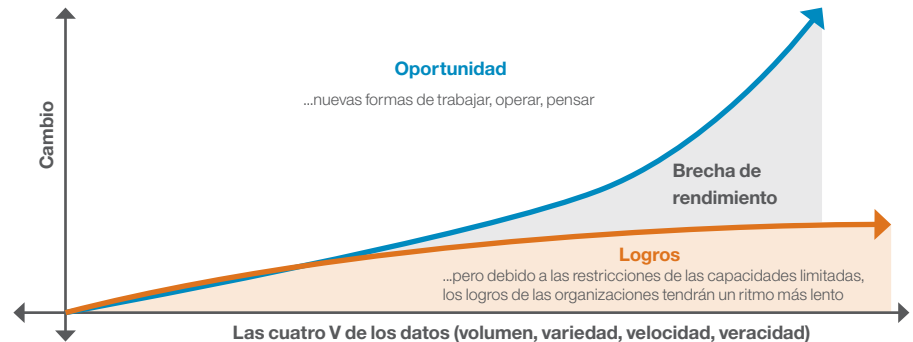 Oportunidad
...nuevas formas de trabajar, operar, pensar
Cambio
Brecha de
rendimiento
Logros
...pero debido a las restricciones de las capacidades limitadas,
los logros de las organizaciones tendrán un ritmo más lento
Las cuatro V de los datos (volumen, variedad, velocidad, veracidad)